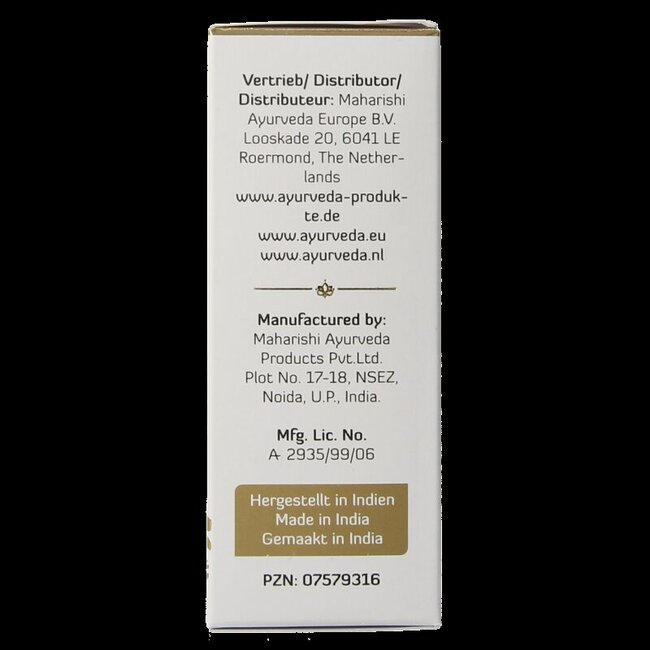 Vertrieb/ Distributor/
Distributeur: Maharishi
Ayurveda Europe B.V.
Looskade 20, 6041 LE
Roermond, The Nether-
lands
www.ayurveda-produk-
te.de
www.ayurveda.eu
www.ayurveda.nl
Manufactured by:
Maharishi Ayurveda
Products Pvt.Ltd.
Plot No. 17-18, NSEZ,
Noida, U.P., India.
Mfg. Lic. No.
A- 2935/99/06
Hergestellt in Indien
Made in India
Gemaakt in India
PZN: 07579316